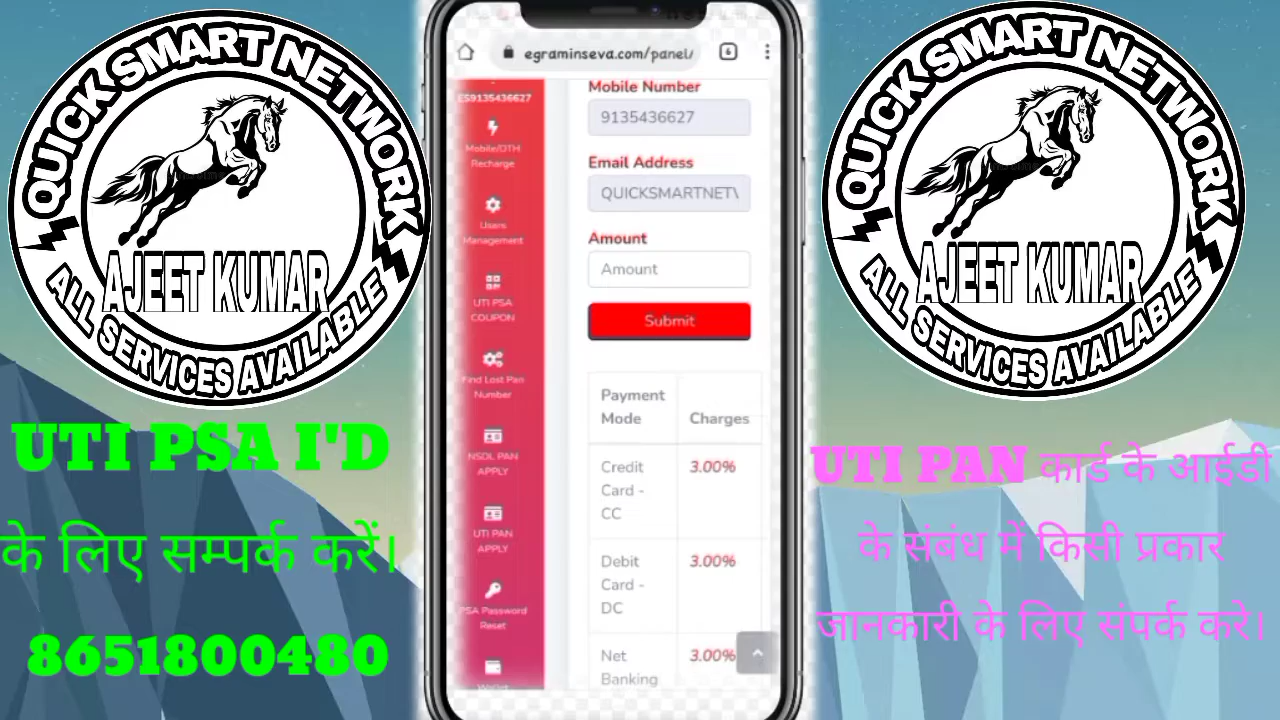 QUICK SMART NETWORK
AJEET KUMAR
ALL SERVICES AVAILABLE
UTI PSA I'D
के लिए सम्पर्क करें।
8651800480
egraminseva.com/panel/
6
ES9135436627
Mobile/DTH
Recharge
Users
Management
UTI PSA
COUPON
Find Lost Pan
Number
NSDL PAN
APPLY
UTI PAN
APPLY
PSA Password
Reset
Mobile Number
9135436627
Email Address
QUICKSMARTNET\
Amount
Amount
Submit
Payment
Mode
Charges
Credit
Card -
CC
3.00%
Debit
Card -
DC
3.00%
Net
Banking
3.00%
QUICK SMART NETWORK
AJEET KUMAR
ALL SERVICES AVAILABLE
UTI PAN कार्ड के आईडी
के संबंध में किसी प्रकार
जानकारी के लिए संपर्क करे।